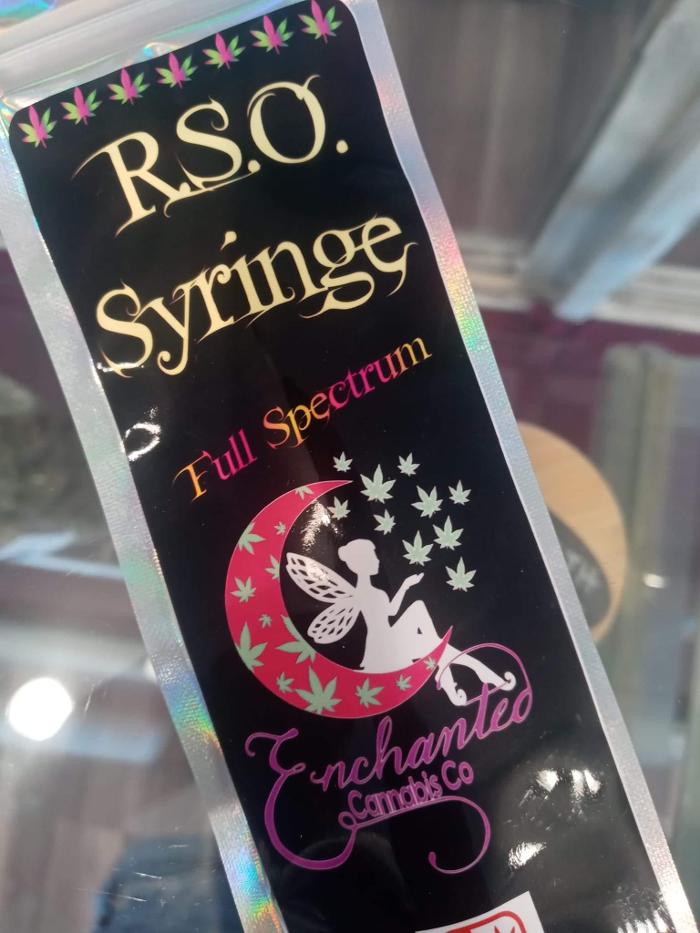 R.S.O.
Syringe
Full Spectrum
Enchanted
Cannabis Co